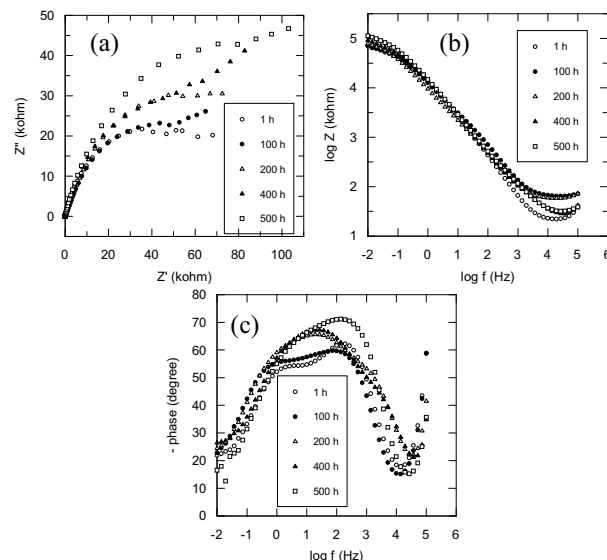 50
40
30
20
10
0
Z'' (kohm)
(a)
1 h
100 h
200 h
400 h
500 h
0 20 40 60 80 100
Z' (kohm)
5
4
3
2
1
log Z (kohm)
(b)
1 h
100 h
200 h
400 h
500 h
-2 -1 0 1 2 3 4 5 6
log f (Hz)
80
70
60
50
40
30
20
10
0
- phase (degree)
(c)
1 h
100 h
200 h
400 h
500 h
-2 -1 0 1 2 3 4 5 6
log f (Hz)